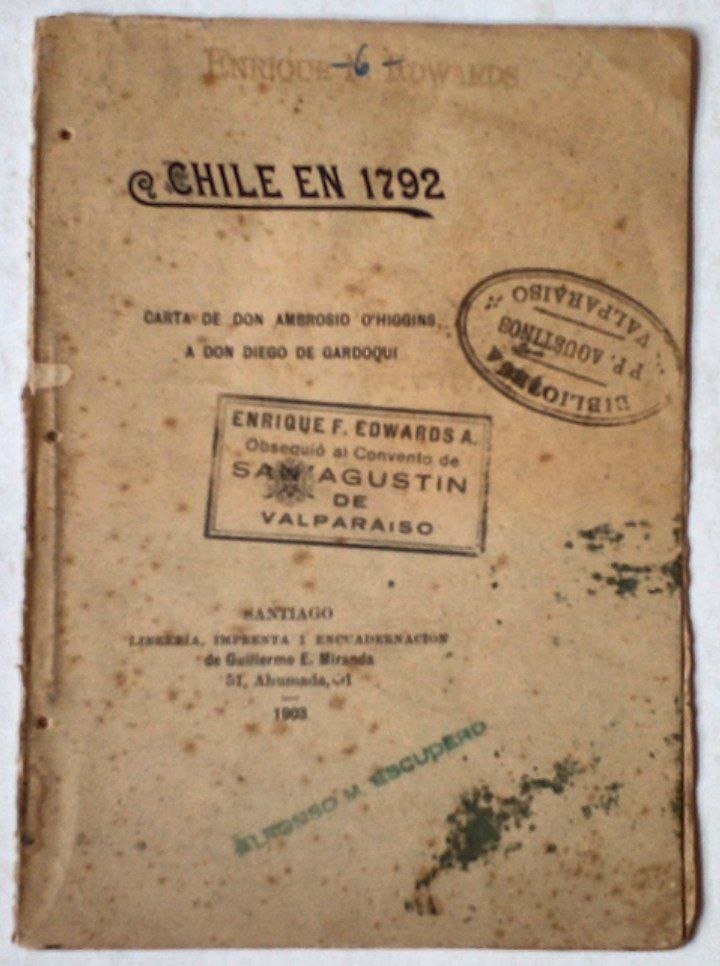 ENRIQUE F. EDWARDS
-6-
CHILE EN 1792
CARTA DE DON AMBROSIO O'HIGGINS
A DON DIEGO DE GARDOQUI
BIBLIOTECA
PP. AGUSTINOS
VALPARAISO
ENRIQUE F. EDWARDS A.
Obsequió al Convento de
SAN AGUSTIN
DE
VALPARAISO
SANTIAGO
LIBRERÍA, IMPRENTA I ENCUADERNACION
de Guillermo E. Miranda
51, Ahumada, 51
1903
ALFONSO M. ESCUDERO